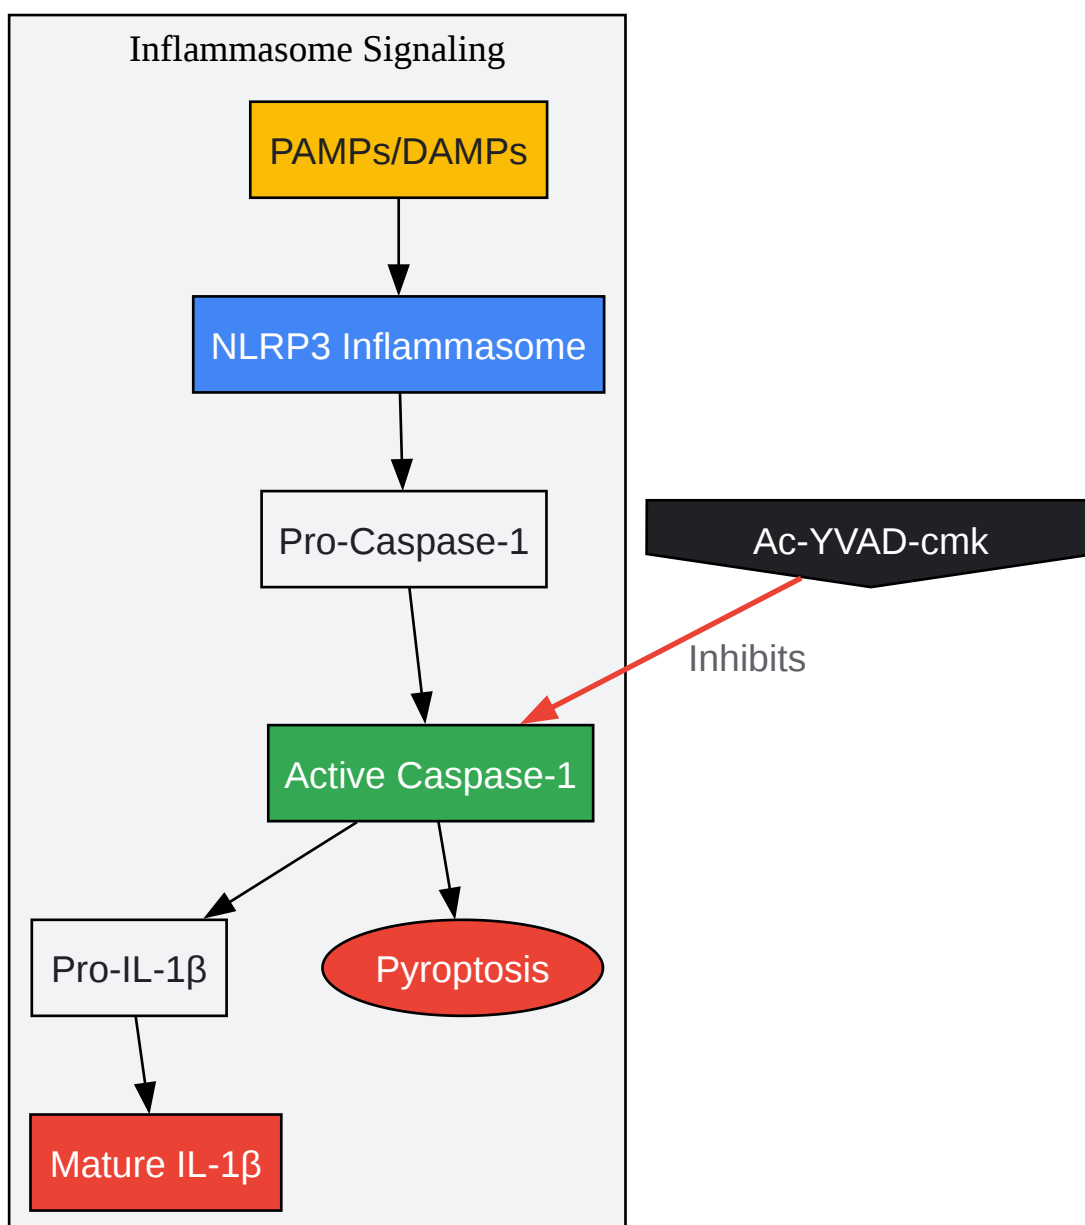 Inflammasome Signaling
PAMPs/DAMPs
NLRP3 Inflammasome
Pro-Caspase-1
Ac-YVAD-cmk
Inhibits
Active Caspase-1
Pro-IL-1β
Pyroptosis
Mature IL-1β